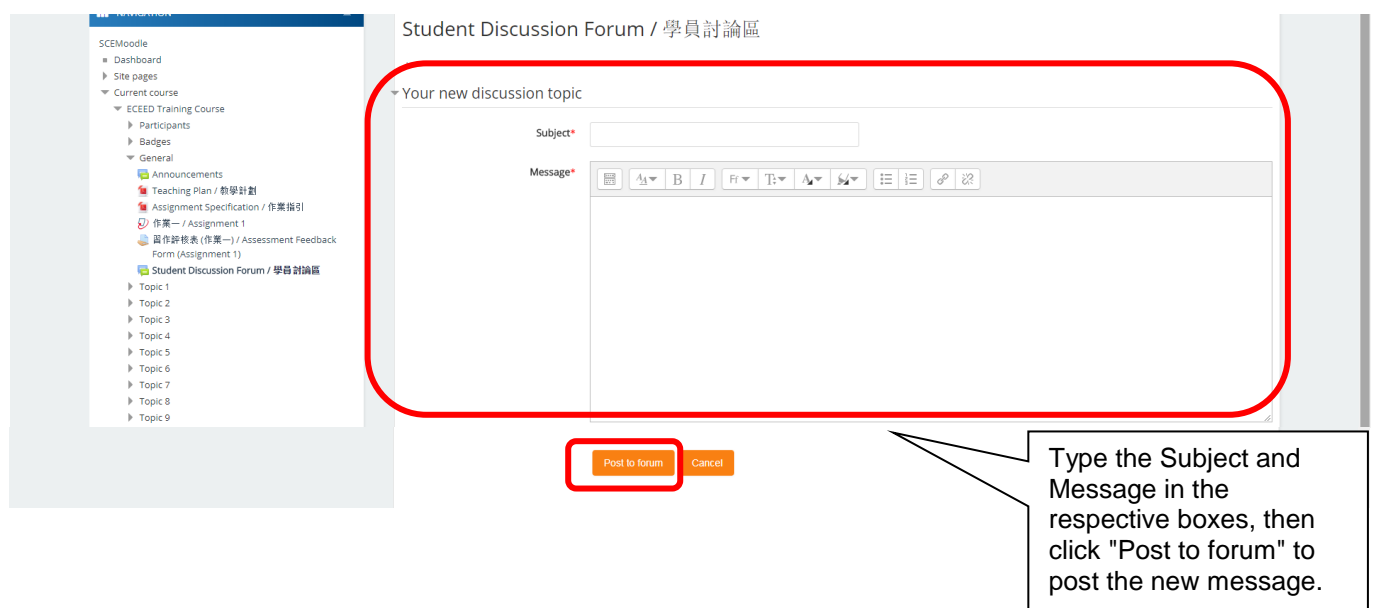 NAVIGATION
SCEMoodle
Dashboard
Site pages
Current course
ECEED Training Course
Participants
Badges
General
Announcements
Teaching Plan / 教學計劃
Assignment Specification / 作業指引
作業一 / Assignment 1
習作評核表 (作業一) / Assessment Feedback
Form (Assignment 1)
Student Discussion Forum / 學員討論區
Topic 1
Topic 2
Topic 3
Topic 4
Topic 5
Topic 6
Topic 7
Topic 8
Topic 9
Student Discussion Forum / 學員討論區
Your new discussion topic
Subject*
Message*
B I
Post to forum Cancel
Type the Subject and
Message in the
respective boxes, then
click "Post to forum" to
post the new message.